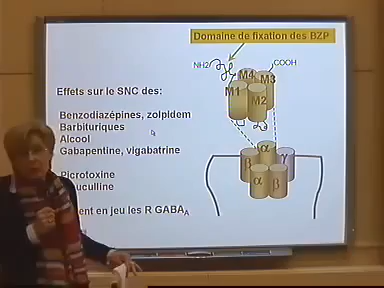 Domaine de fixation des BZP
NH2
COOH
M4
M3
M1
M2
Effets sur le SNC des:
Benzodiazépines, zolpidem
Barbituriques
Alcool
Gabapentine, vigabatrine
Picrotoxine
uculline
ent en jeu les R GABAA
α
β
γ
α
β